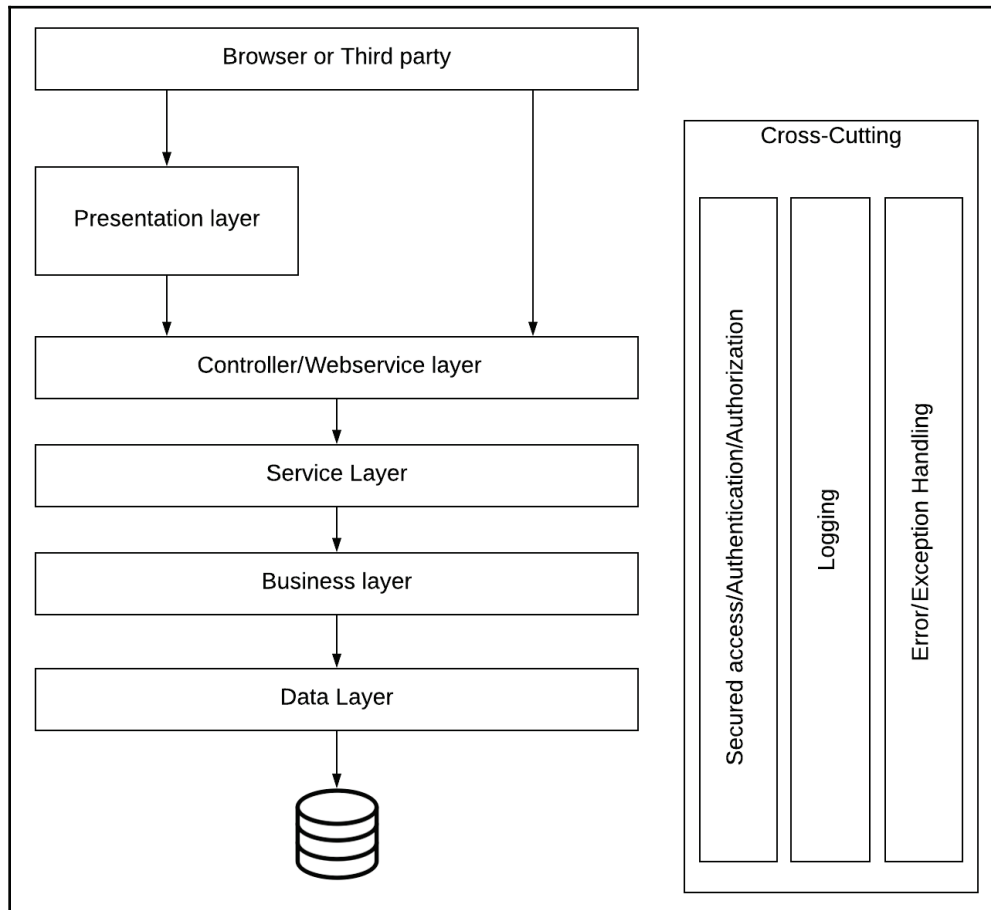 Browser or Third party
Cross-Cutting
Presentation layer
Controller/Webservice layer
Service Layer
Business layer
Data Layer
Secured access/Authentication/Authorization
Logging
Error/Exception Handling